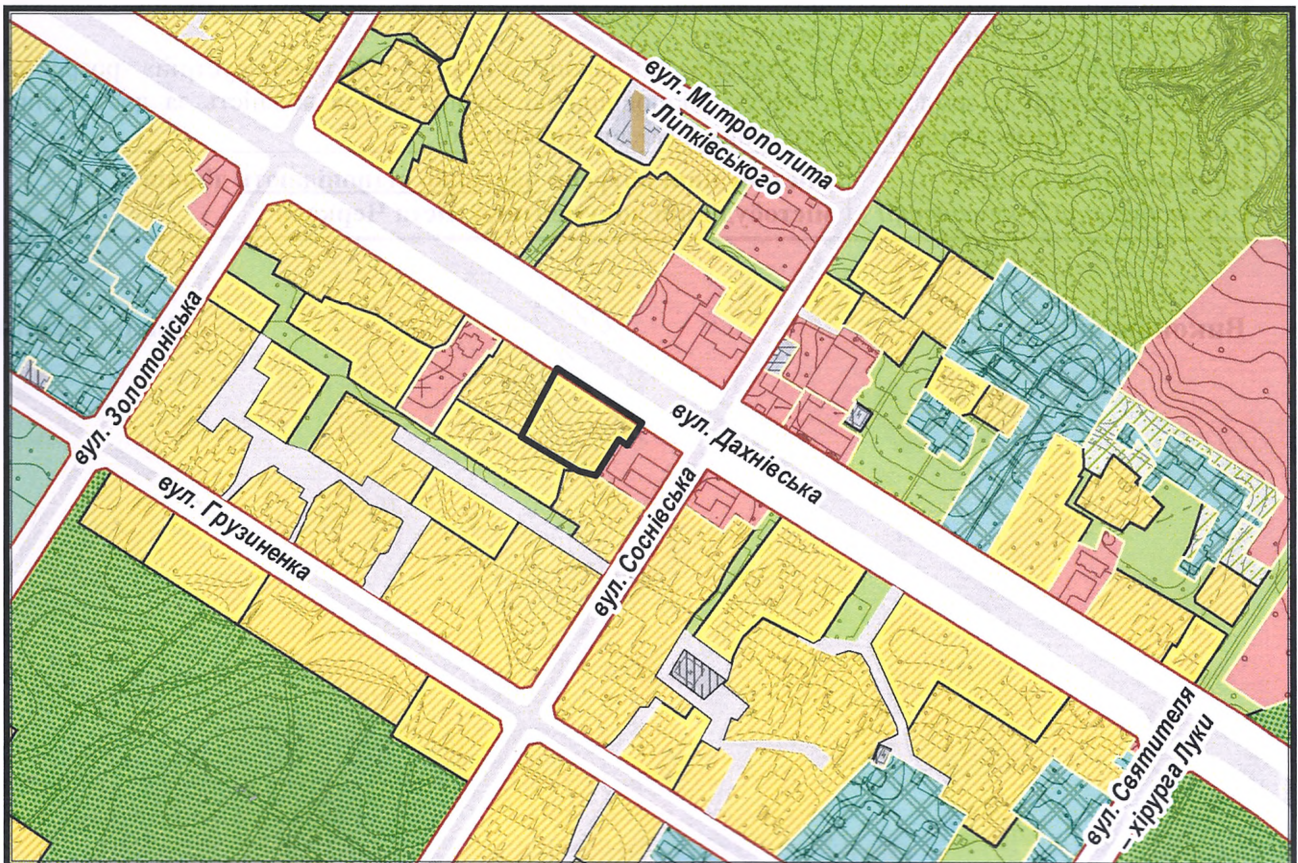 вул. Митрополита
Липківського
вул. Золотоніська
вул. Дахнівська
вул. Грузиненка
вул. Соснівська
вул. Святителя
–хірурга Луки